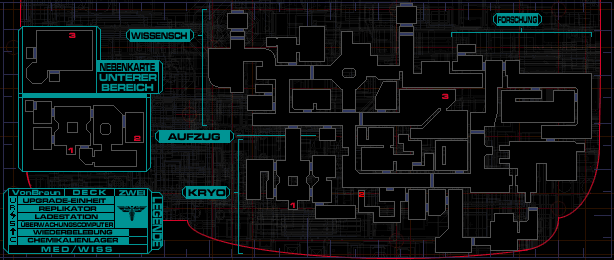 FORSCHUNG
WISSENSCH
3
NEBENKARTE
UNTERER
BEREICH
3
AUFZUG
1
2
KRYO
2
1
VonBraun DECK ZWEI
UPGRADE-EINHEIT
REPLIKATOR
LADESTATION
ÜBERWACHUNGSCOMPUTER
WIEDERBELEBUNG
CHEMIKALIENLAGER
LEGENDE
MED/WISS